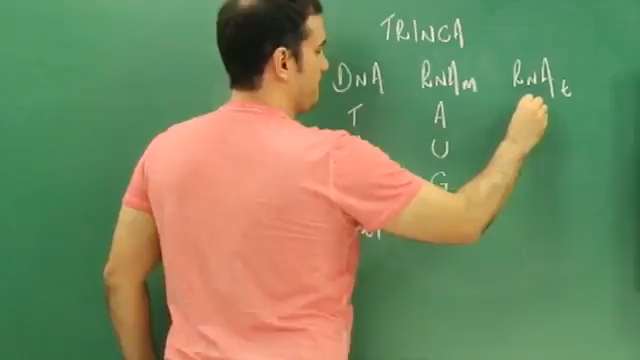 TRINCA
DNA RNAm RNAt
T A
U
G